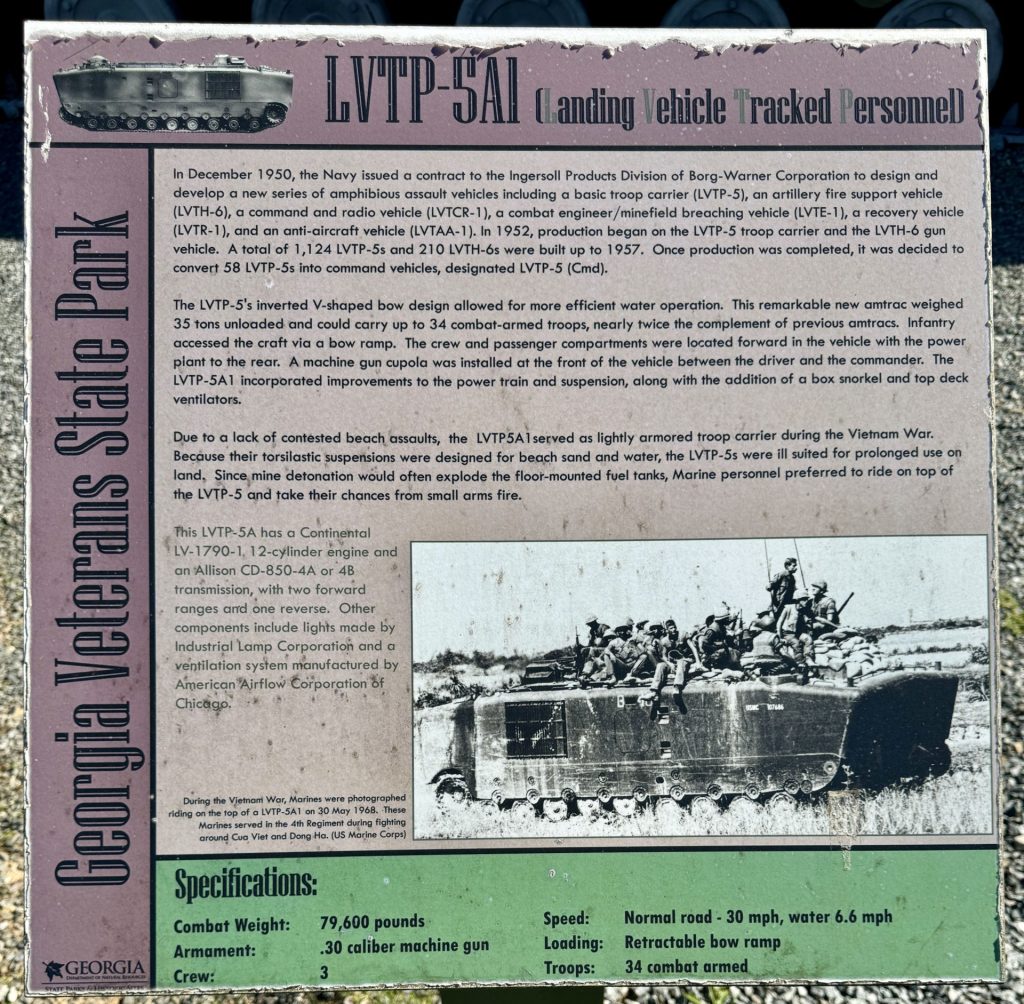 LVTP-5A1 (Landing Vehicle Tracked Personnel)
Georgia Veterans State Park
In December 1950, the Navy issued a contract to the Ingersoll Products Division of Borg-Warner Corporation to design and
develop a new series of amphibious assault vehicles including a basic troop carrier (LVTP-5), an artillery fire support vehicle
(LVTH-6), a command and radio vehicle (LVTCR-1), a combat engineer/minefield breaching vehicle (LVTE-1), a recovery vehicle
(LVTR-1), and an anti-aircraft vehicle (LVTAA-1). In 1952, production began on the LVTP-5 troop carrier and the LVTH-6 gun
vehicle. A total of 1,124 LVTP-5s and 210 LVTH-6s were built up to 1957. Once production was completed, it was decided to
convert 58 LVTP-5s into command vehicles, designated LVTP-5 (Cmd).
The LVTP-5's inverted V-shaped bow design allowed for more efficient water operation. This remarkable new amtrac weighed
35 tons unloaded and could carry up to 34 combat-armed troops, nearly twice the complement of previous amtracs. Infantry
accessed the craft via a bow ramp. The crew and passenger compartments were located forward in the vehicle with the power
plant to the rear. A machine gun cupola was installed at the front of the vehicle between the driver and the commander. The
LVTP-5A1 incorporated improvements to the power train and suspension, along with the addition of a box snorkel and top deck
ventilators.
Due to a lack of contested beach assaults, the LVTP5A1served as lightly armored troop carrier during the Vietnam War.
Because their torsilastic suspensions were designed for beach sand and water, the LVTP-5s were ill suited for prolonged use on
land. Since mine detonation would often explode the floor-mounted fuel tanks, Marine personnel preferred to ride on top of
the LVTP-5 and take their chances from small arms fire.
This LVTP-5A has a Continental
LV-1790-1 12-cylinder engine and
an Allison CD-850-4A or 4B
transmission, with two forward
ranges and one reverse. Other
components include lights made by
Industrial Lamp Corporation and a
ventilation system manufactured by
American Airflow Corporation of
Chicago.
USMC 107686
During the Vietnam War, Marines were photographed
riding on the top of a LVTP-5A1 on 30 May 1968. These
Marines served in the 4th Regiment during fighting
around Cua Viet and Dong Ha. (US Marine Corps)
Specifications:
Combat Weight: 79,600 pounds
Armament: .30 caliber machine gun
Crew: 3
Speed: Normal road - 30 mph, water 6.6 mph
Loading: Retractable bow ramp
Troops: 34 combat armed
GEORGIA
DEPARTMENT OF NATURAL RESOURCES
STATE PARKS & HISTORIC SITES